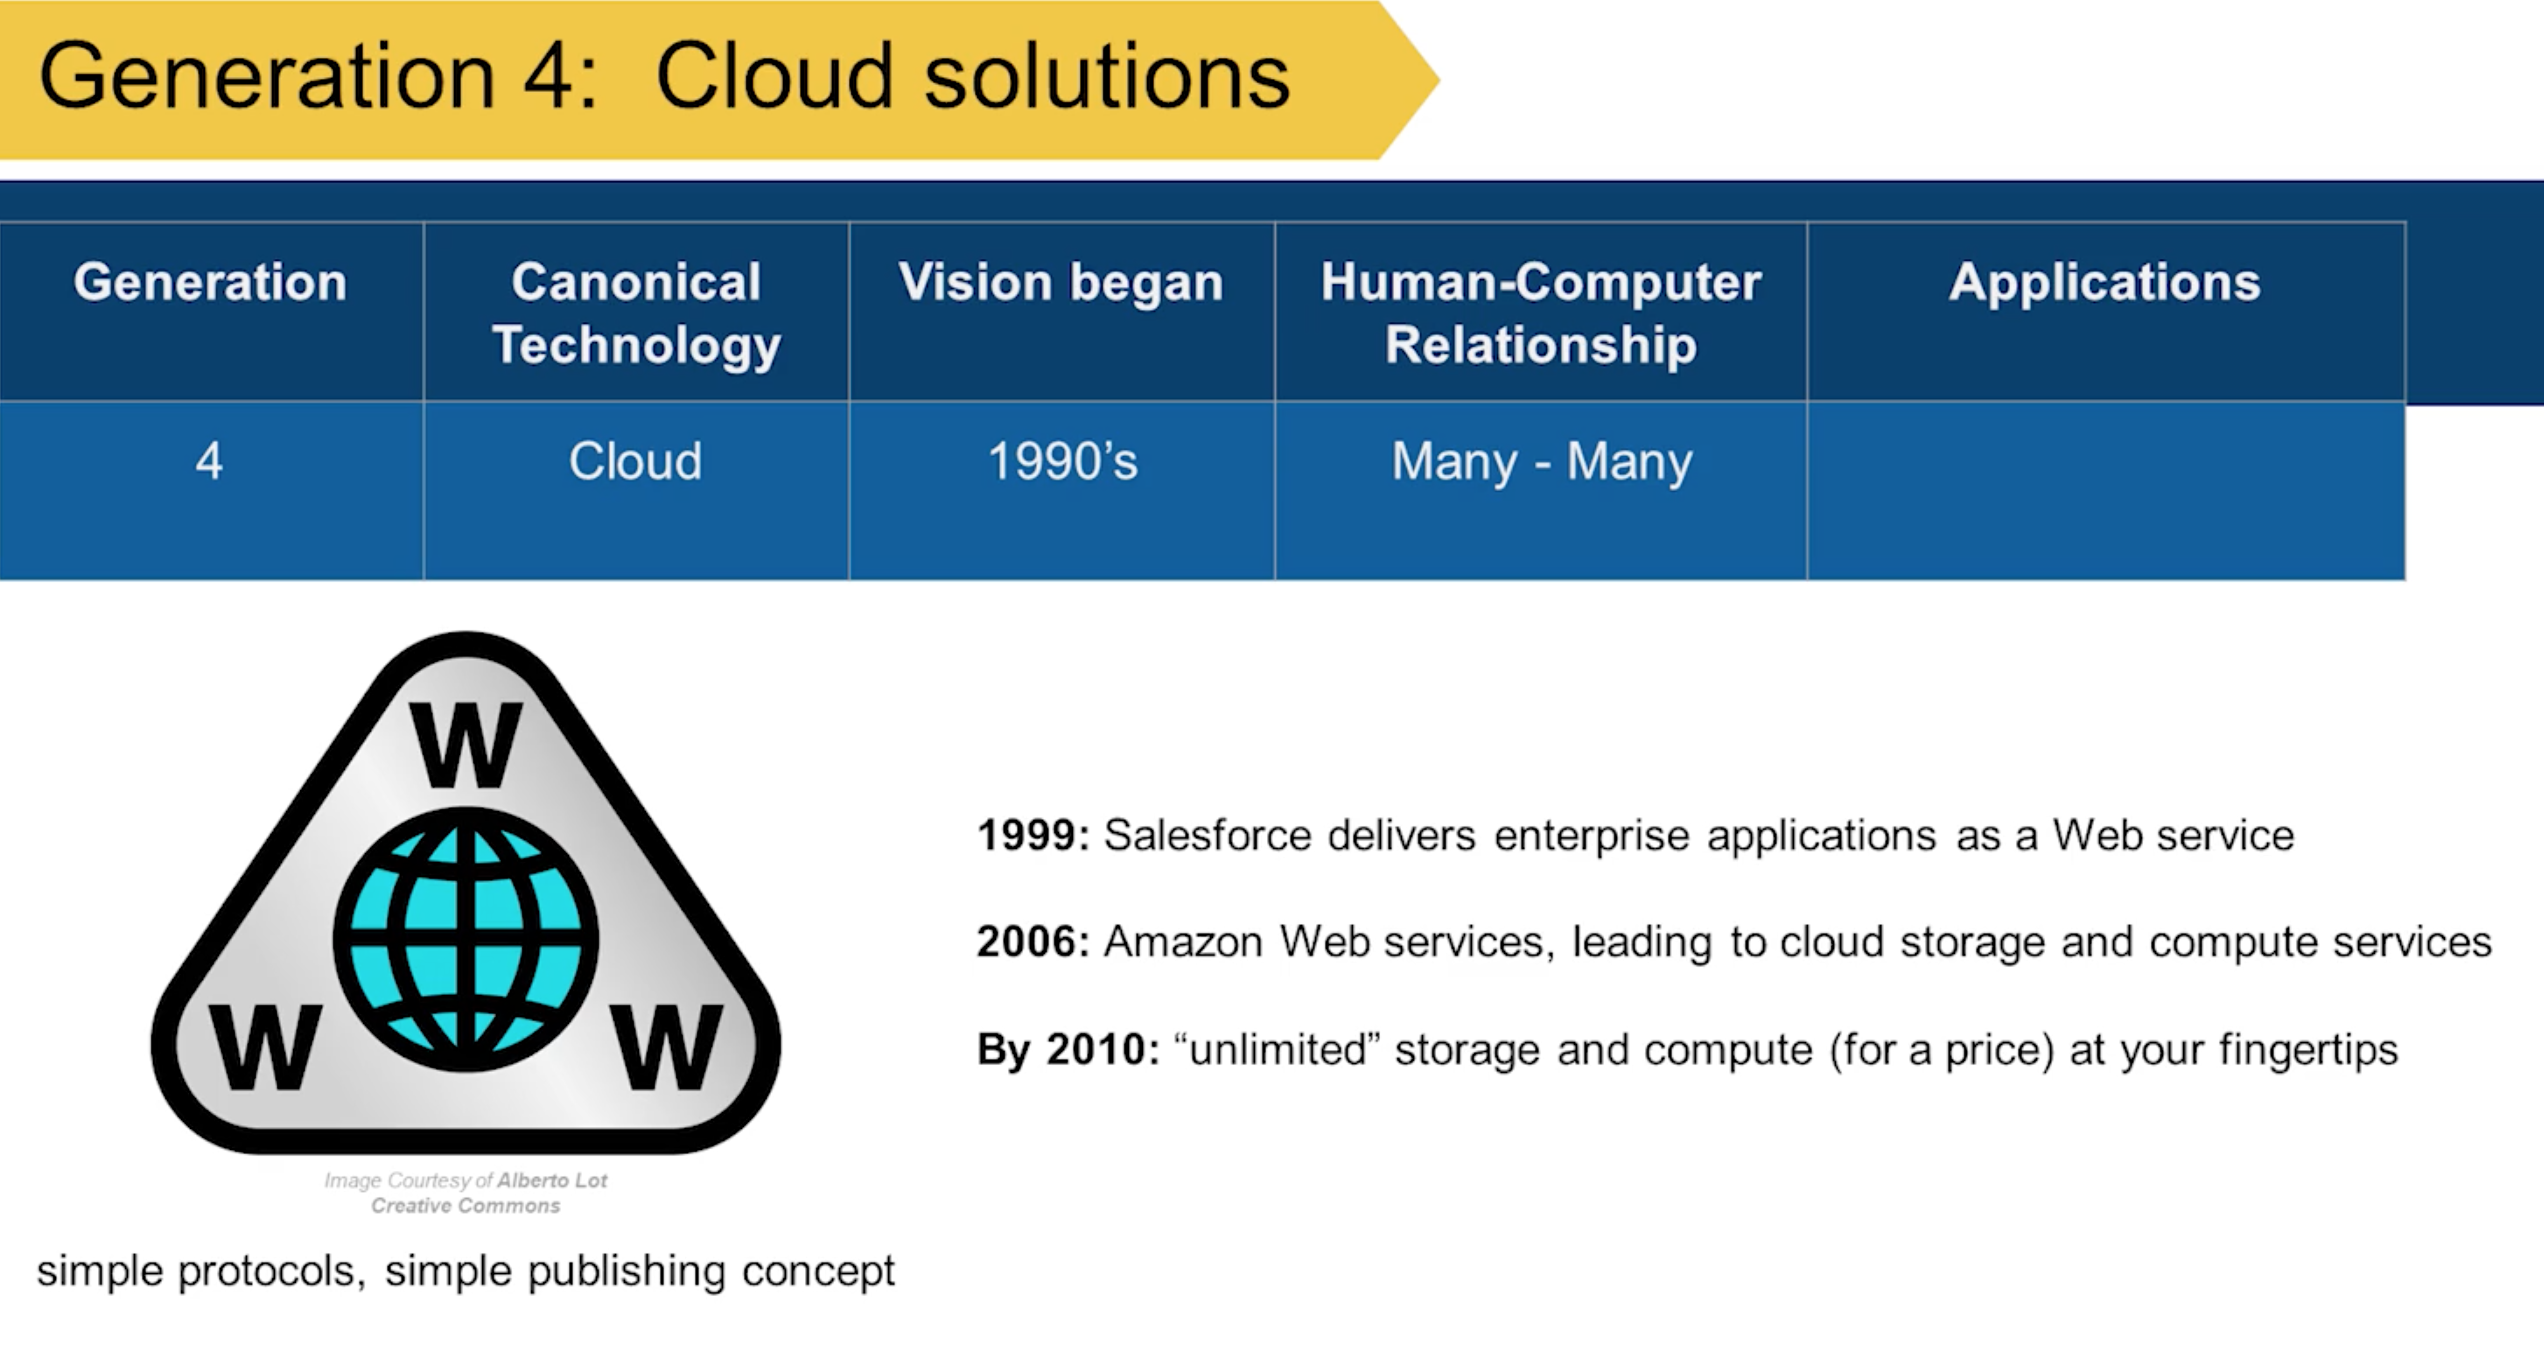 Generation 4:  Cloud solutions
Generation
Canonical
Technology
Vision began
Human-Computer
Relationship
Applications
4
Cloud
1990’s
Many - Many
W
W
W
1999: Salesforce delivers enterprise applications as a Web service
2006: Amazon Web services, leading to cloud storage and compute services
By 2010: “unlimited” storage and compute (for a price) at your fingertips
Image Courtesy of Alberto Lot
Creative Commons
simple protocols, simple publishing concept